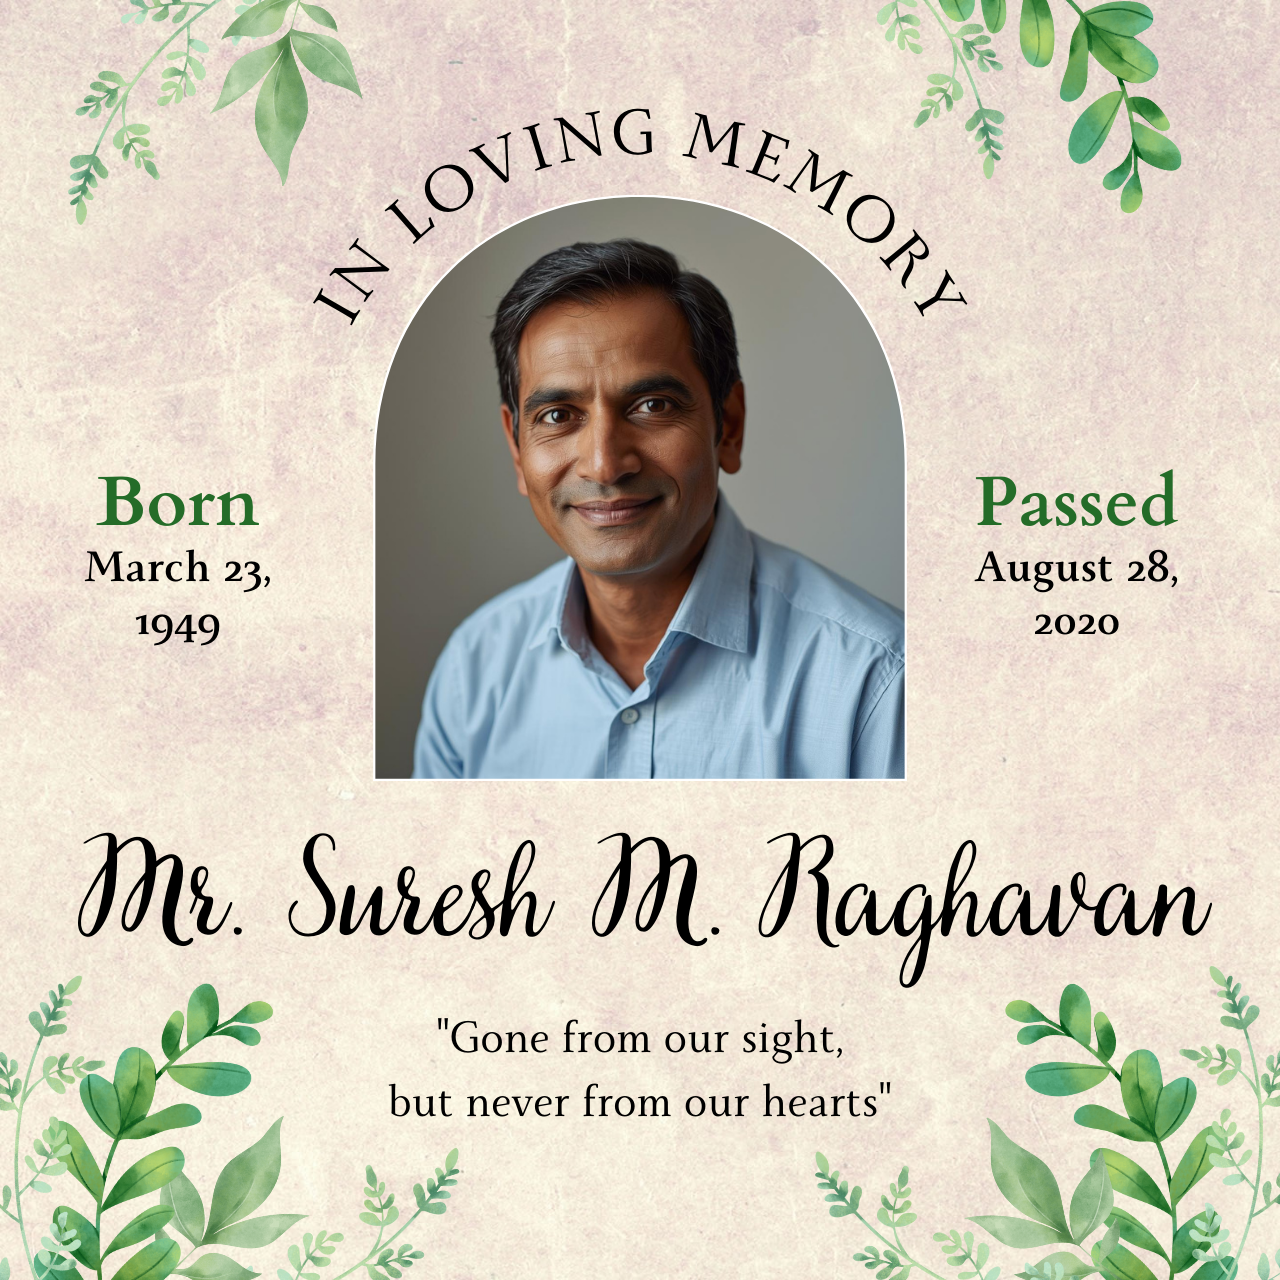 IN LOVING MEMORY
Born
March 23,
1949
Passed
August 28,
2020
Mr. Suresh M. Raghavan
"Gone from our sight,
but never from our hearts"